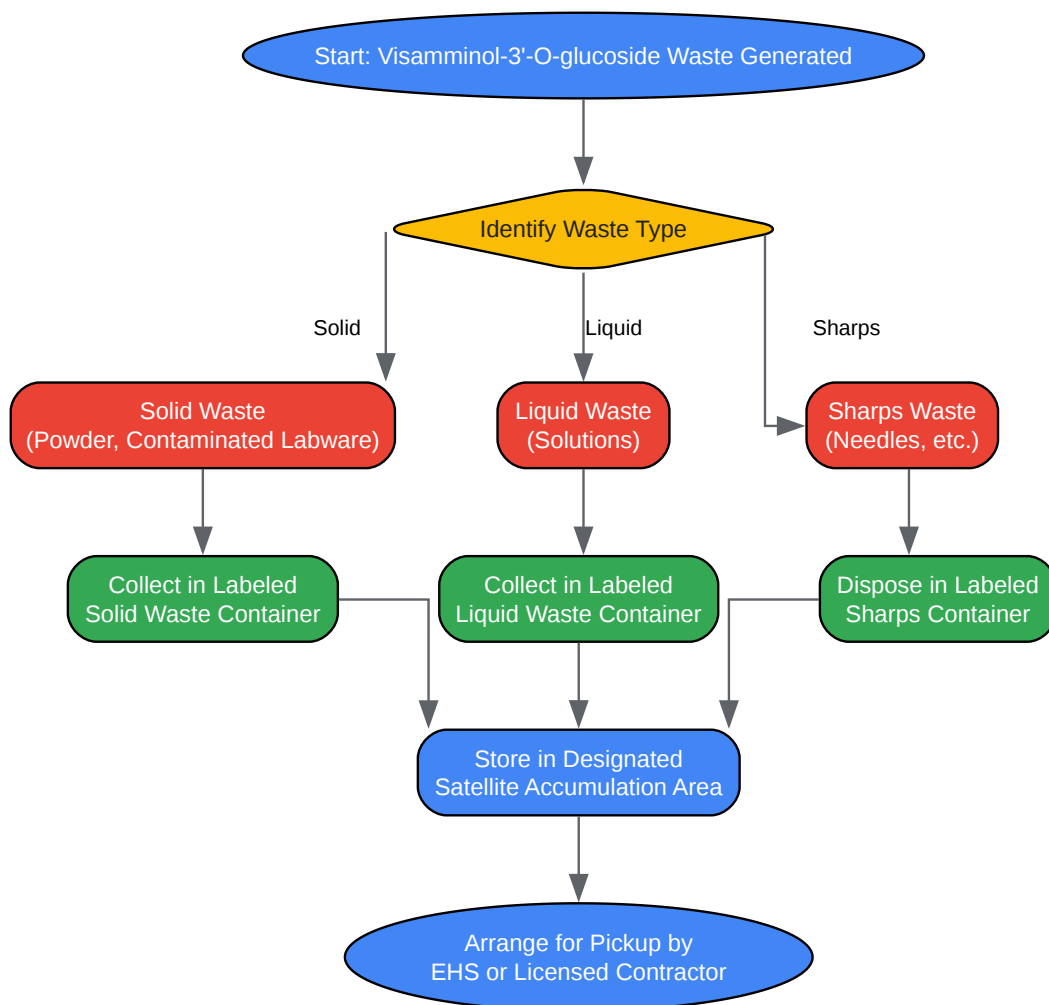 Start: Visamminol-3'-O-glucoside Waste Generated
Identify Waste Type
Solid
Liquid
Sharps
Solid Waste
(Powder, Contaminated Labware)
Liquid Waste
(Solutions)
Sharps Waste
(Needles, etc.)
Collect in Labeled
Solid Waste Container
Collect in Labeled
Liquid Waste Container
Dispose in Labeled
Sharps Container
Store in Designated
Satellite Accumulation Area
Arrange for Pickup by
EHS or Licensed Contractor